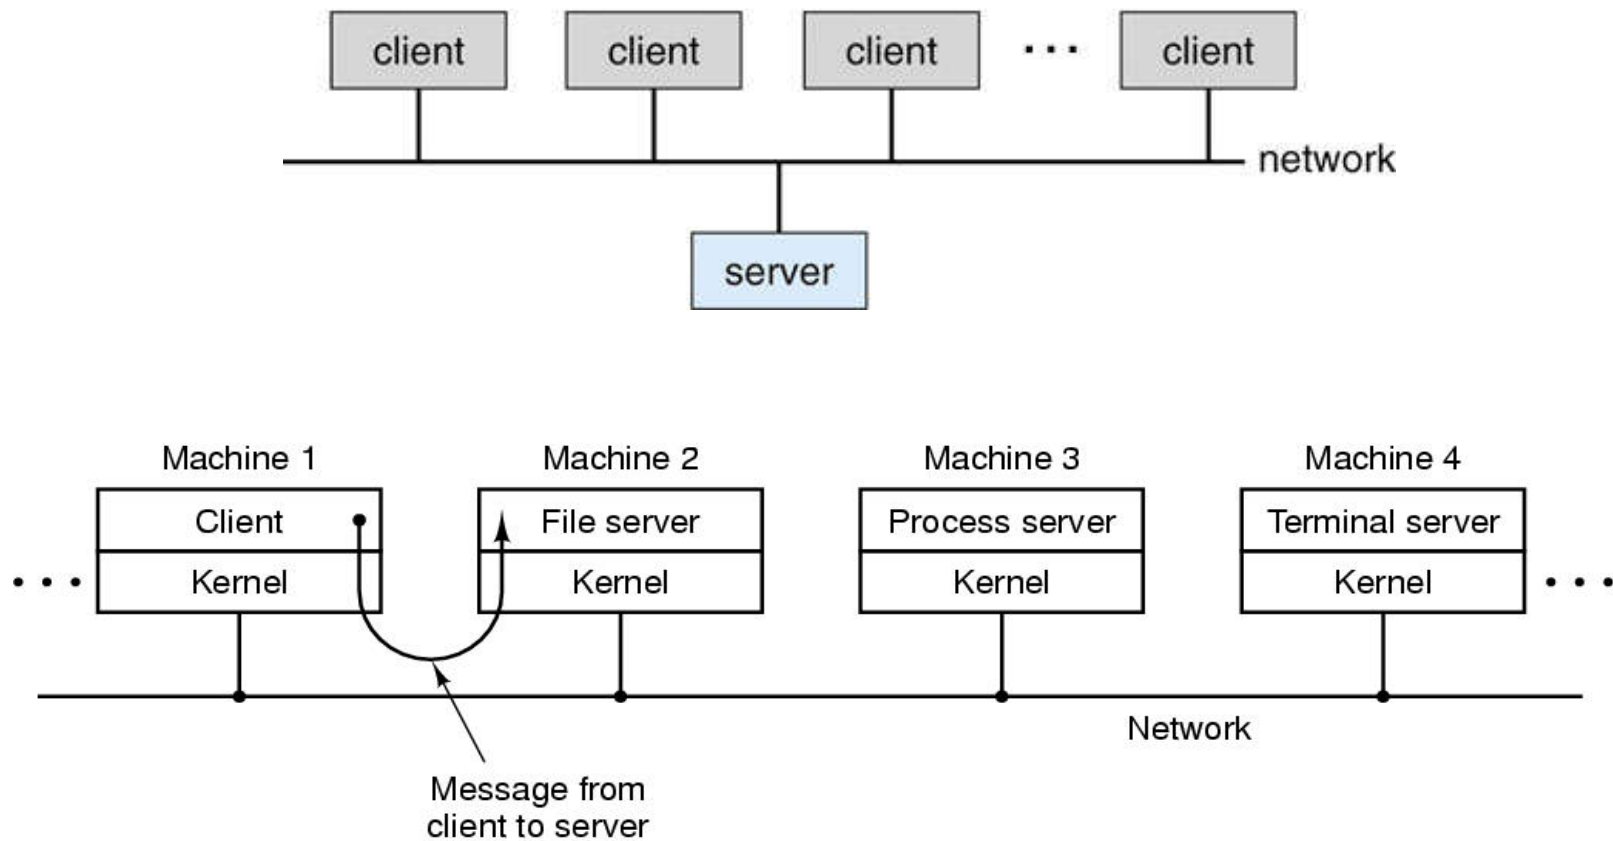 client client client ... client
network
server
Machine 1 Machine 2 Machine 3 Machine 4
Client File server Process server Terminal server
... Kernel Kernel Kernel Kernel ...
Network
Message from
client to server